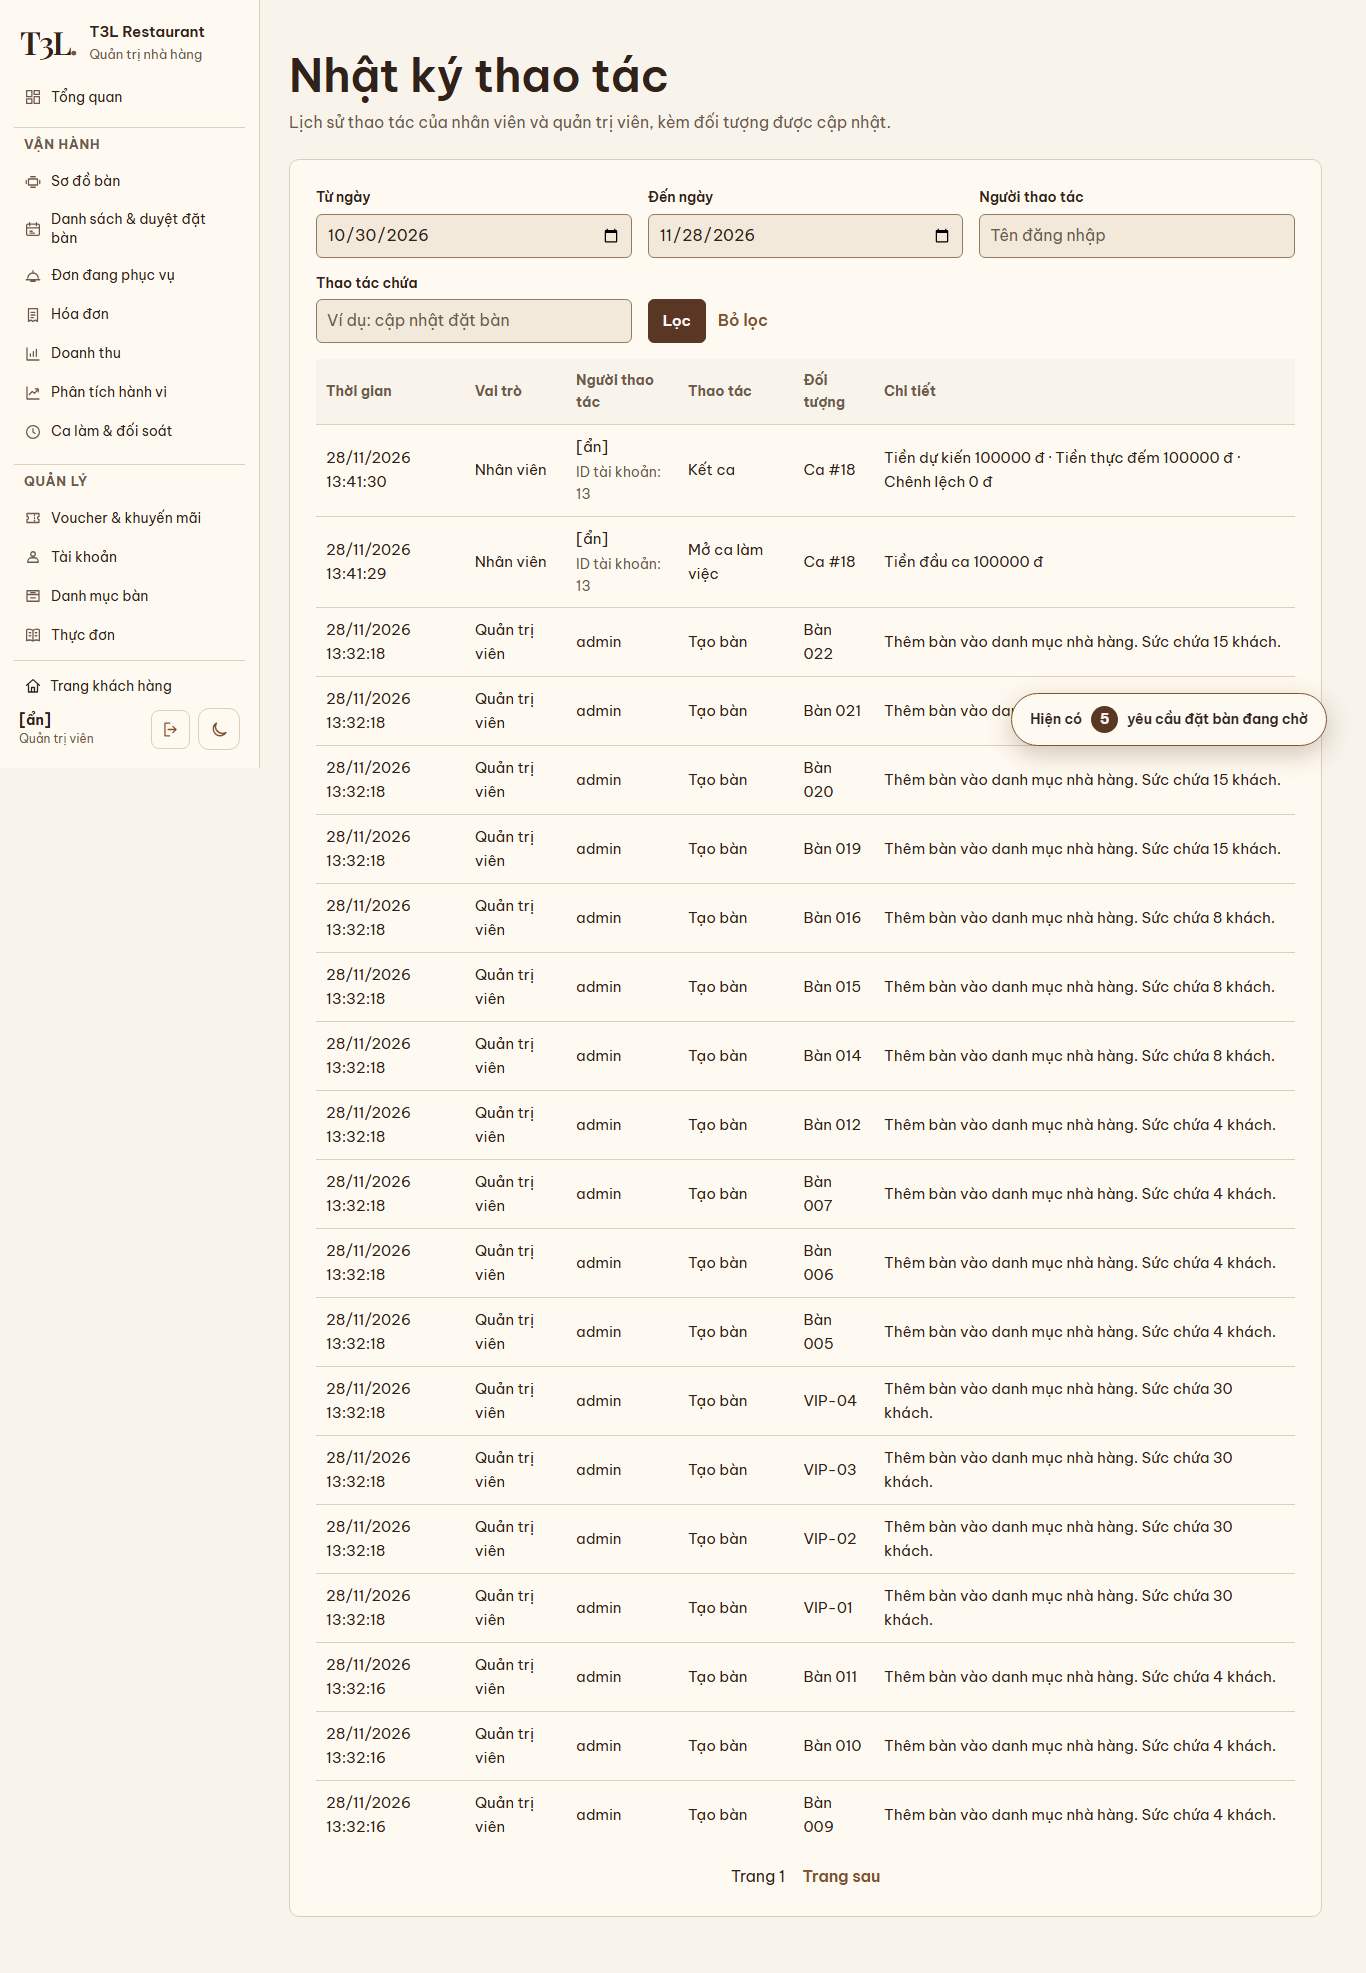 T3L.
T3L Restaurant
Quản trị nhà hàng
Tổng quan
VẬN HÀNH
Sơ đồ bàn
Danh sách & duyệt đặt
bàn
Đơn đang phục vụ
Hóa đơn
Doanh thu
Phân tích hành vi
Ca làm & đối soát
QUẢN LÝ
Voucher & khuyến mãi
Tài khoản
Danh mục bàn
Thực đơn
Trang khách hàng
[ẩn]
Quản trị viên
Nhật ký thao tác
Lịch sử thao tác của nhân viên và quản trị viên, kèm đối tượng được cập nhật.
Từ ngày
10/30/2026
Đến ngày
11/28/2026
Người thao tác
Tên đăng nhập
Thao tác chứa
Ví dụ: cập nhật đặt bàn
Lọc Bỏ lọc
Thời gian Vai trò Người thao tác Thao tác Đối tượng Chi tiết
28/11/2026 13:41:30 Nhân viên [ẩn] ID tài khoản: 13 Kết ca Ca #18 Tiền dự kiến 100000 đ · Tiền thực đếm 100000 đ · Chênh lệch 0 đ
28/11/2026 13:41:29 Nhân viên [ẩn] ID tài khoản: 13 Mở ca làm việc Ca #18 Tiền đầu ca 100000 đ
28/11/2026 13:32:18 Quản trị viên admin Tạo bàn Bàn 022 Thêm bàn vào danh mục nhà hàng. Sức chứa 15 khách.
28/11/2026 13:32:18 Quản trị viên admin Tạo bàn Bàn 021 Thêm bàn vào
Hiện có 5 yêu cầu đặt bàn đang chờ
28/11/2026 13:32:18 Quản trị viên admin Tạo bàn Bàn 020 Thêm bàn vào danh mục nhà hàng. Sức chứa 15 khách.
28/11/2026 13:32:18 Quản trị viên admin Tạo bàn Bàn 019 Thêm bàn vào danh mục nhà hàng. Sức chứa 15 khách.
28/11/2026 13:32:18 Quản trị viên admin Tạo bàn Bàn 016 Thêm bàn vào danh mục nhà hàng. Sức chứa 8 khách.
28/11/2026 13:32:18 Quản trị viên admin Tạo bàn Bàn 015 Thêm bàn vào danh mục nhà hàng. Sức chứa 8 khách.
28/11/2026 13:32:18 Quản trị viên admin Tạo bàn Bàn 014 Thêm bàn vào danh mục nhà hàng. Sức chứa 8 khách.
28/11/2026 13:32:18 Quản trị viên admin Tạo bàn Bàn 012 Thêm bàn vào danh mục nhà hàng. Sức chứa 4 khách.
28/11/2026 13:32:18 Quản trị viên admin Tạo bàn Bàn 007 Thêm bàn vào danh mục nhà hàng. Sức chứa 4 khách.
28/11/2026 13:32:18 Quản trị viên admin Tạo bàn Bàn 006 Thêm bàn vào danh mục nhà hàng. Sức chứa 4 khách.
28/11/2026 13:32:18 Quản trị viên admin Tạo bàn Bàn 005 Thêm bàn vào danh mục nhà hàng. Sức chứa 4 khách.
28/11/2026 13:32:18 Quản trị viên admin Tạo bàn VIP-04 Thêm bàn vào danh mục nhà hàng. Sức chứa 30 khách.
28/11/2026 13:32:18 Quản trị viên admin Tạo bàn VIP-03 Thêm bàn vào danh mục nhà hàng. Sức chứa 30 khách.
28/11/2026 13:32:18 Quản trị viên admin Tạo bàn VIP-02 Thêm bàn vào danh mục nhà hàng. Sức chứa 30 khách.
28/11/2026 13:32:18 Quản trị viên admin Tạo bàn VIP-01 Thêm bàn vào danh mục nhà hàng. Sức chứa 30 khách.
28/11/2026 13:32:16 Quản trị viên admin Tạo bàn Bàn 011 Thêm bàn vào danh mục nhà hàng. Sức chứa 4 khách.
28/11/2026 13:32:16 Quản trị viên admin Tạo bàn Bàn 010 Thêm bàn vào danh mục nhà hàng. Sức chứa 4 khách.
28/11/2026 13:32:16 Quản trị viên admin Tạo bàn Bàn 009 Thêm bàn vào danh mục nhà hàng. Sức chứa 4 khách.
Trang 1 Trang sau